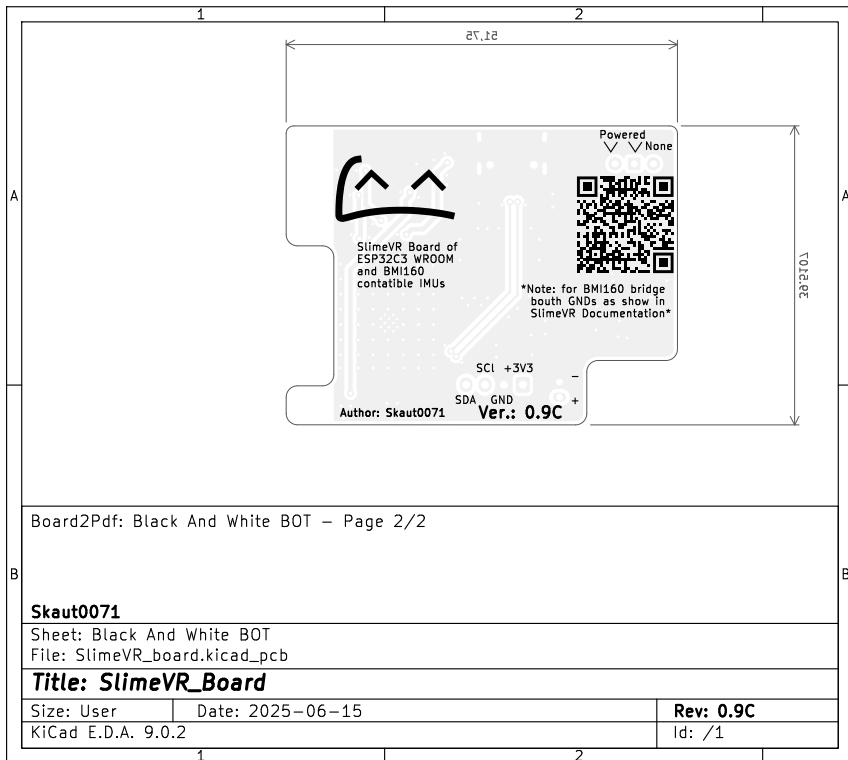 1 2
51,75
Powered
None
A A
SlimeVR Board of
ESP32C3 WROOM
and BMI160
contatible IMUs
39,5107
*Note: for BMI160 bridge
bouth GNDs as show in
SlimeVR Documentation*
SCl +3V3
-
SDA GND +
Author: Skaut0071 Ver.: 0.9C
Board2Pdf: Black And White BOT - Page 2/2
B B
Skaut0071
Sheet: Black And White BOT
File: SlimeVR_board.kicad_pcb
Title: SlimeVR_Board
Size: User Date: 2025-06-15 Rev: 0.9C
KiCad E.D.A. 9.0.2 Id: /1
1 2